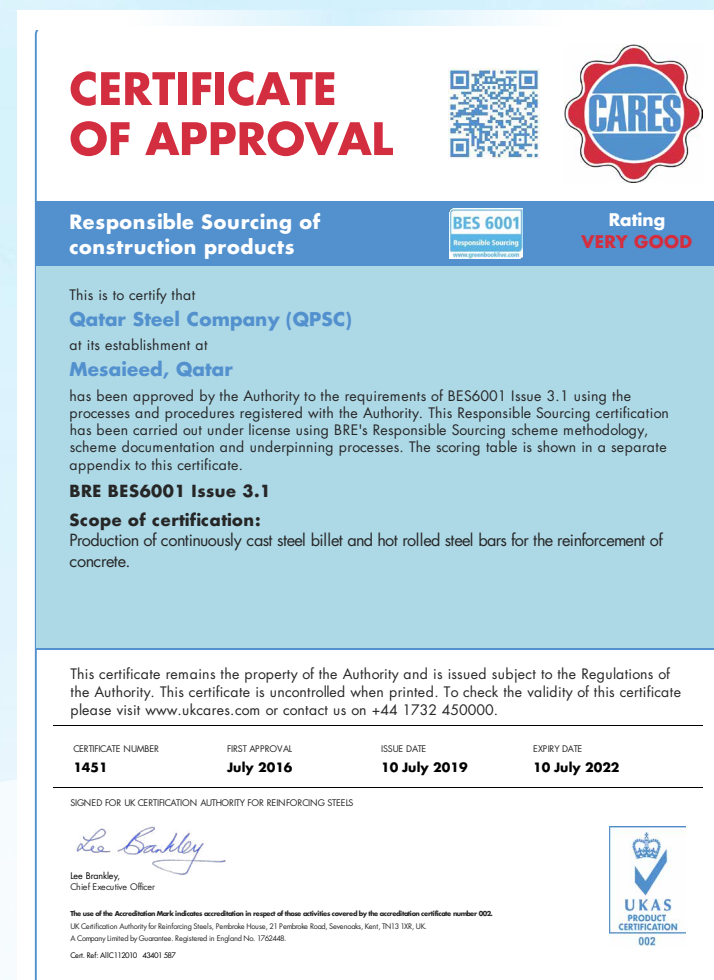 CERTIFICATE
OF APPROVAL
CARES
Responsible Sourcing of
construction products
BES 6001
Responsible Sourcing
www.greenbooklive.com
Rating
VERY GOOD
This is to certify that
Qatar Steel Company (QPSC)
at its establishment at
Mesaieed, Qatar
has been approved by the Authority to the requirements of BES6001 Issue 3.1 using the
processes and procedures registered with the Authority. This Responsible Sourcing certification
has been carried out under license using BRE's Responsible Sourcing scheme methodology,
scheme documentation and underpinning processes. The scoring table is shown in a separate
appendix to this certificate.
BRE BES6001 Issue 3.1
Scope of certification:
Production of continuously cast steel billet and hot rolled steel bars for the reinforcement of
concrete.
This certificate remains the property of the Authority and is issued subject to the Regulations of
the Authority. This certificate is uncontrolled when printed. To check the validity of this certificate
please visit www.ukcares.com or contact us on +44 1732 450000.
CERTIFICATE NUMBER FIRST APPROVAL ISSUE DATE EXPIRY DATE
1451 July 2016 10 July 2019 10 July 2022
SIGNED FOR UK CERTIFICATION AUTHORITY FOR REINFORCING STEELS
Lee Brankley
Lee Brankley,
Chief Executive Officer
The use of the Accreditation Mark indicates accreditation in respect of those activities covered by the accreditation certificate number 002.
UK Certification Authority for Reinforcing Steels, Pembroke House, 21 Pembroke Road, Sevenoaks, Kent, TN13 1XR, UK.
A Company Limited by Guarantee. Registered in England No. 1762448.
Cert. Ref: AllC112010 43401587
UKAS
PRODUCT
CERTIFICATION
002